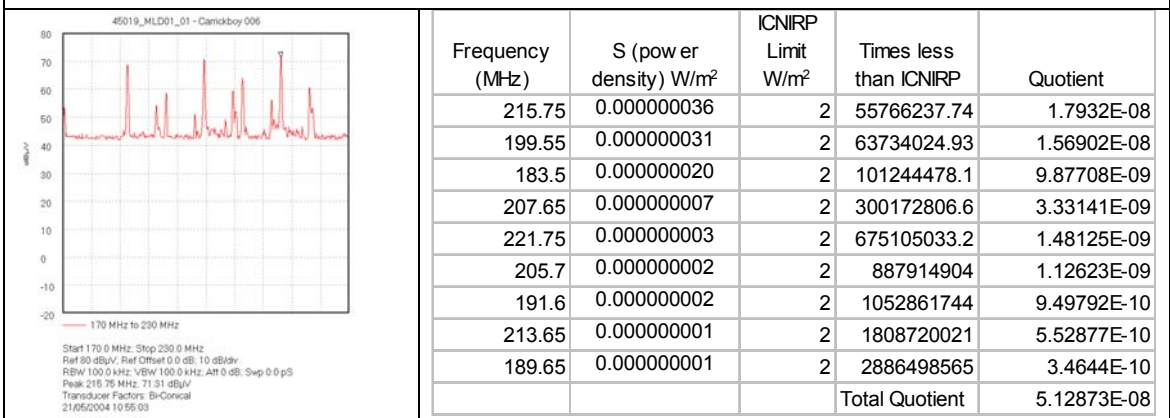 45019_MLD01_01 - Carrickboy 006
80
70
60
50
40
30
20
10
0
-10
-20
dBµV
170 MHz to 230 MHz
Start 170.0 MHz; Stop 230.0 MHz
Ref 80 dBµV; Ref Offset 0.0 dB; 10 dB/div
RBW 100.0 kHz; VBW 100.0 kHz; Att 0 dB; Swp 0.0 pS
Peak 215.75 MHz, 71.31 dBµV
Transducer Factors: Bi-Conical
21/05/2004 10:55:03
Frequency (MHz) S (pow er density) W/m² ICNIRP Limit W/m² Times less than ICNIRP Quotient
215.75 0.000000036 2 55766237.74 1.7932E-08
199.55 0.000000031 2 63734024.93 1.56902E-08
183.5 0.000000020 2 101244478.1 9.87708E-09
207.65 0.000000007 2 300172806.6 3.33141E-09
221.75 0.000000003 2 675105033.2 1.48125E-09
205.7 0.000000002 2 887914904 1.12623E-09
191.6 0.000000002 2 1052861744 9.49792E-10
213.65 0.000000001 2 1808720021 5.52877E-10
189.65 0.000000001 2 2886498565 3.4644E-10
Total Quotient 5.12873E-08